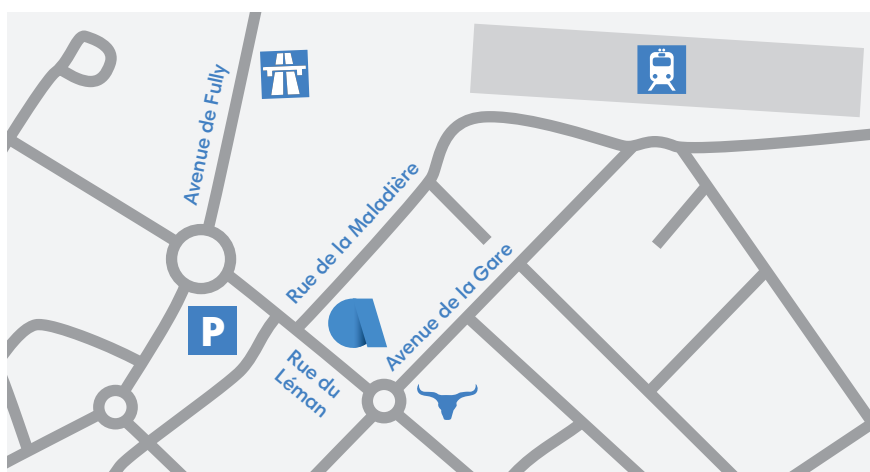 Avenue de Fully
Rue de la Maladière
Avenue de la Gare
P
Rue du
Léman